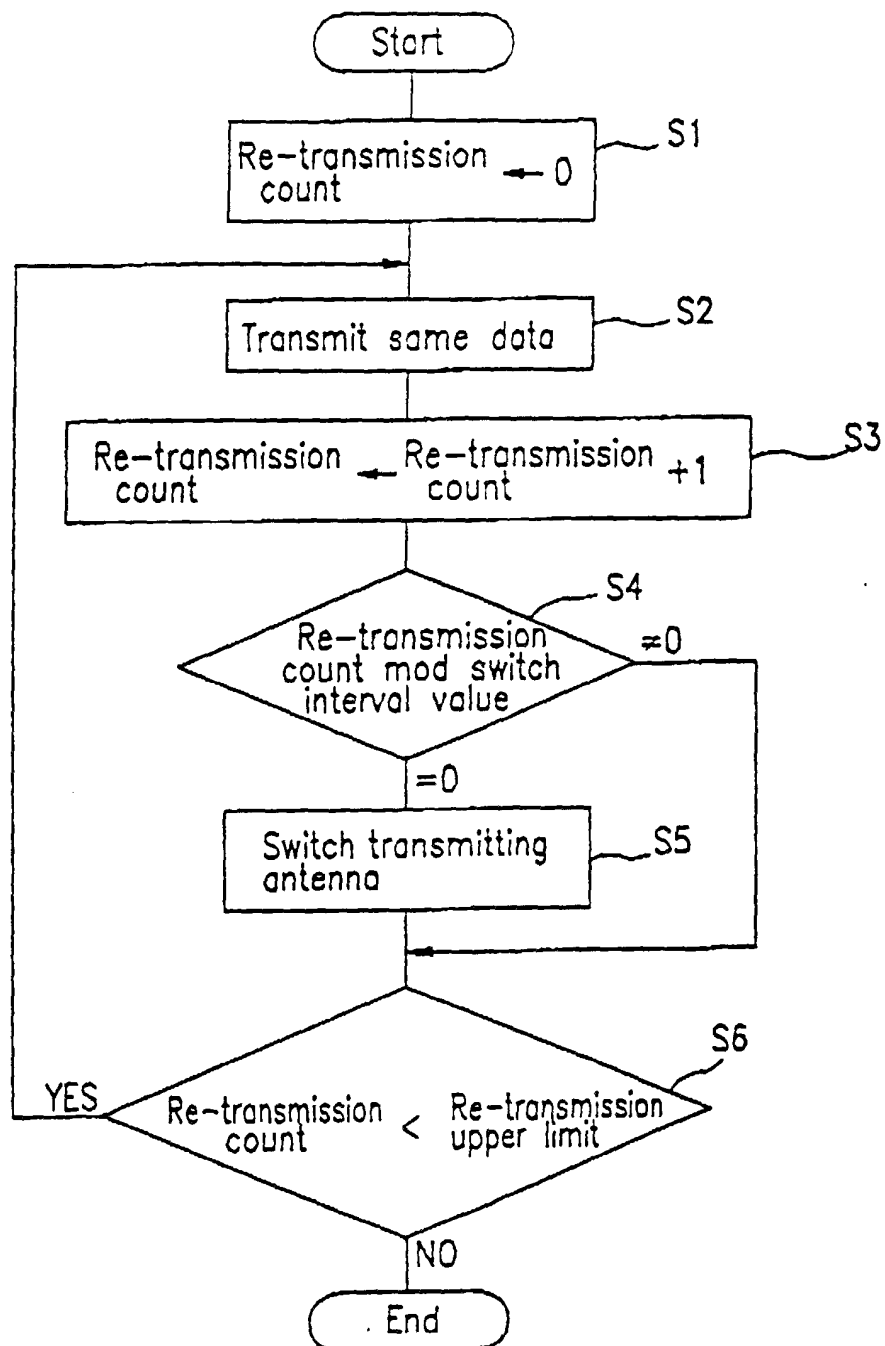 Start
S1
Re-transmission
count ← 0
S2
Transmit same data
S3
Re-transmission ← Re-transmission +1
count count
S4
Re-transmission
count mod switch
interval value
≠0
=0
Switch transmitting
antenna
S5
S6
YES
Re-transmission < Re-transmission
count upper limit
NO
End